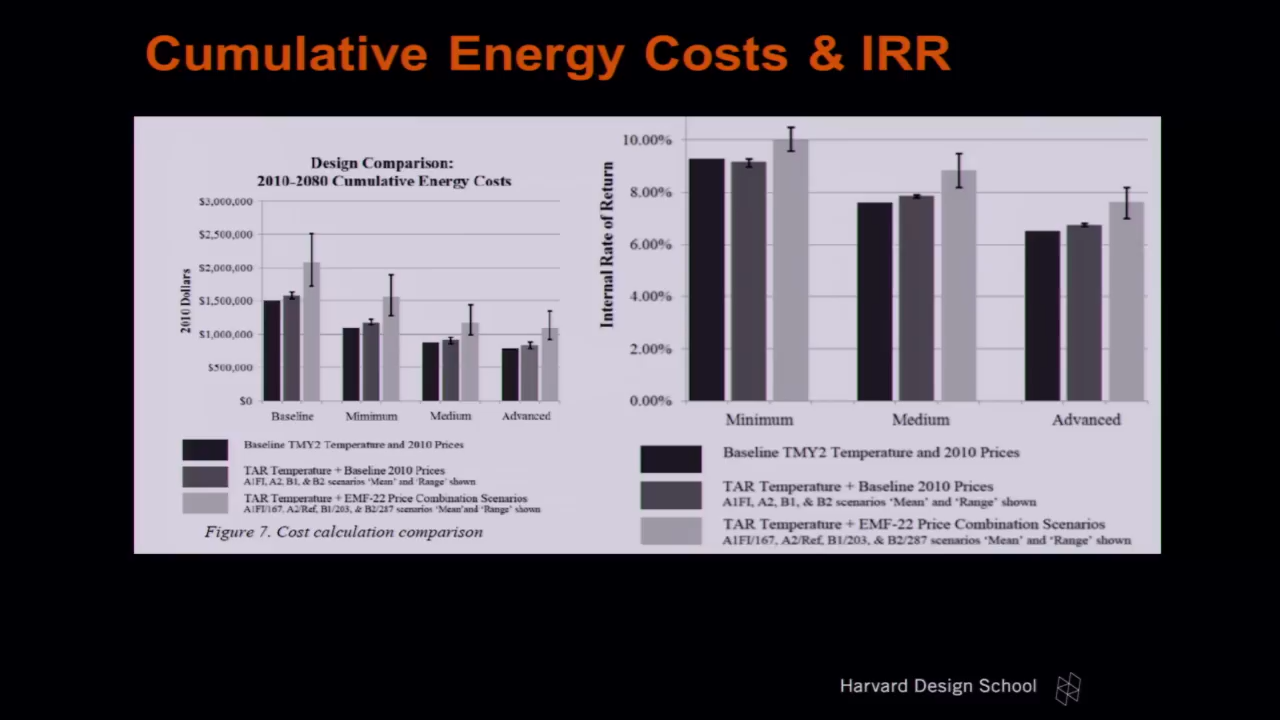 Cumulative Energy Costs & IRR
Design Comparison:
2010-2080 Cumulative Energy Costs
2010 Dollars
$3,000,000
$2,500,000
$2,000,000
$1,500,000
$1,000,000
$500,000
$0
Baseline
Mimimum
Medium
Advanced
Baseline TMY2 Temperature and 2010 Prices
TAR Temperature + Baseline 2010 Prices
A1FI, A2, B1, & B2 scenarios 'Mean' and 'Range' shown
TAR Temperature + EMF-22 Price Combination Scenarios
A1FI/167, A2/Ref, B1/203, & B2/287 scenarios 'Mean'and 'Range' shown
Figure 7. Cost calculation comparison
Internal Rate of Return
10.00%
8.00%
6.00%
4.00%
2.00%
0.00%
Minimum
Medium
Advanced
Baseline TMY2 Temperature and 2010 Prices
TAR Temperature + Baseline 2010 Prices
A1FI, A2, B1, & B2 scenarios 'Mean' and 'Range' shown
TAR Temperature + EMF-22 Price Combination Scenarios
A1FI/167, A2/Ref, B1/203, & B2/287 scenarios 'Mean' and 'Range' shown
Harvard Design School